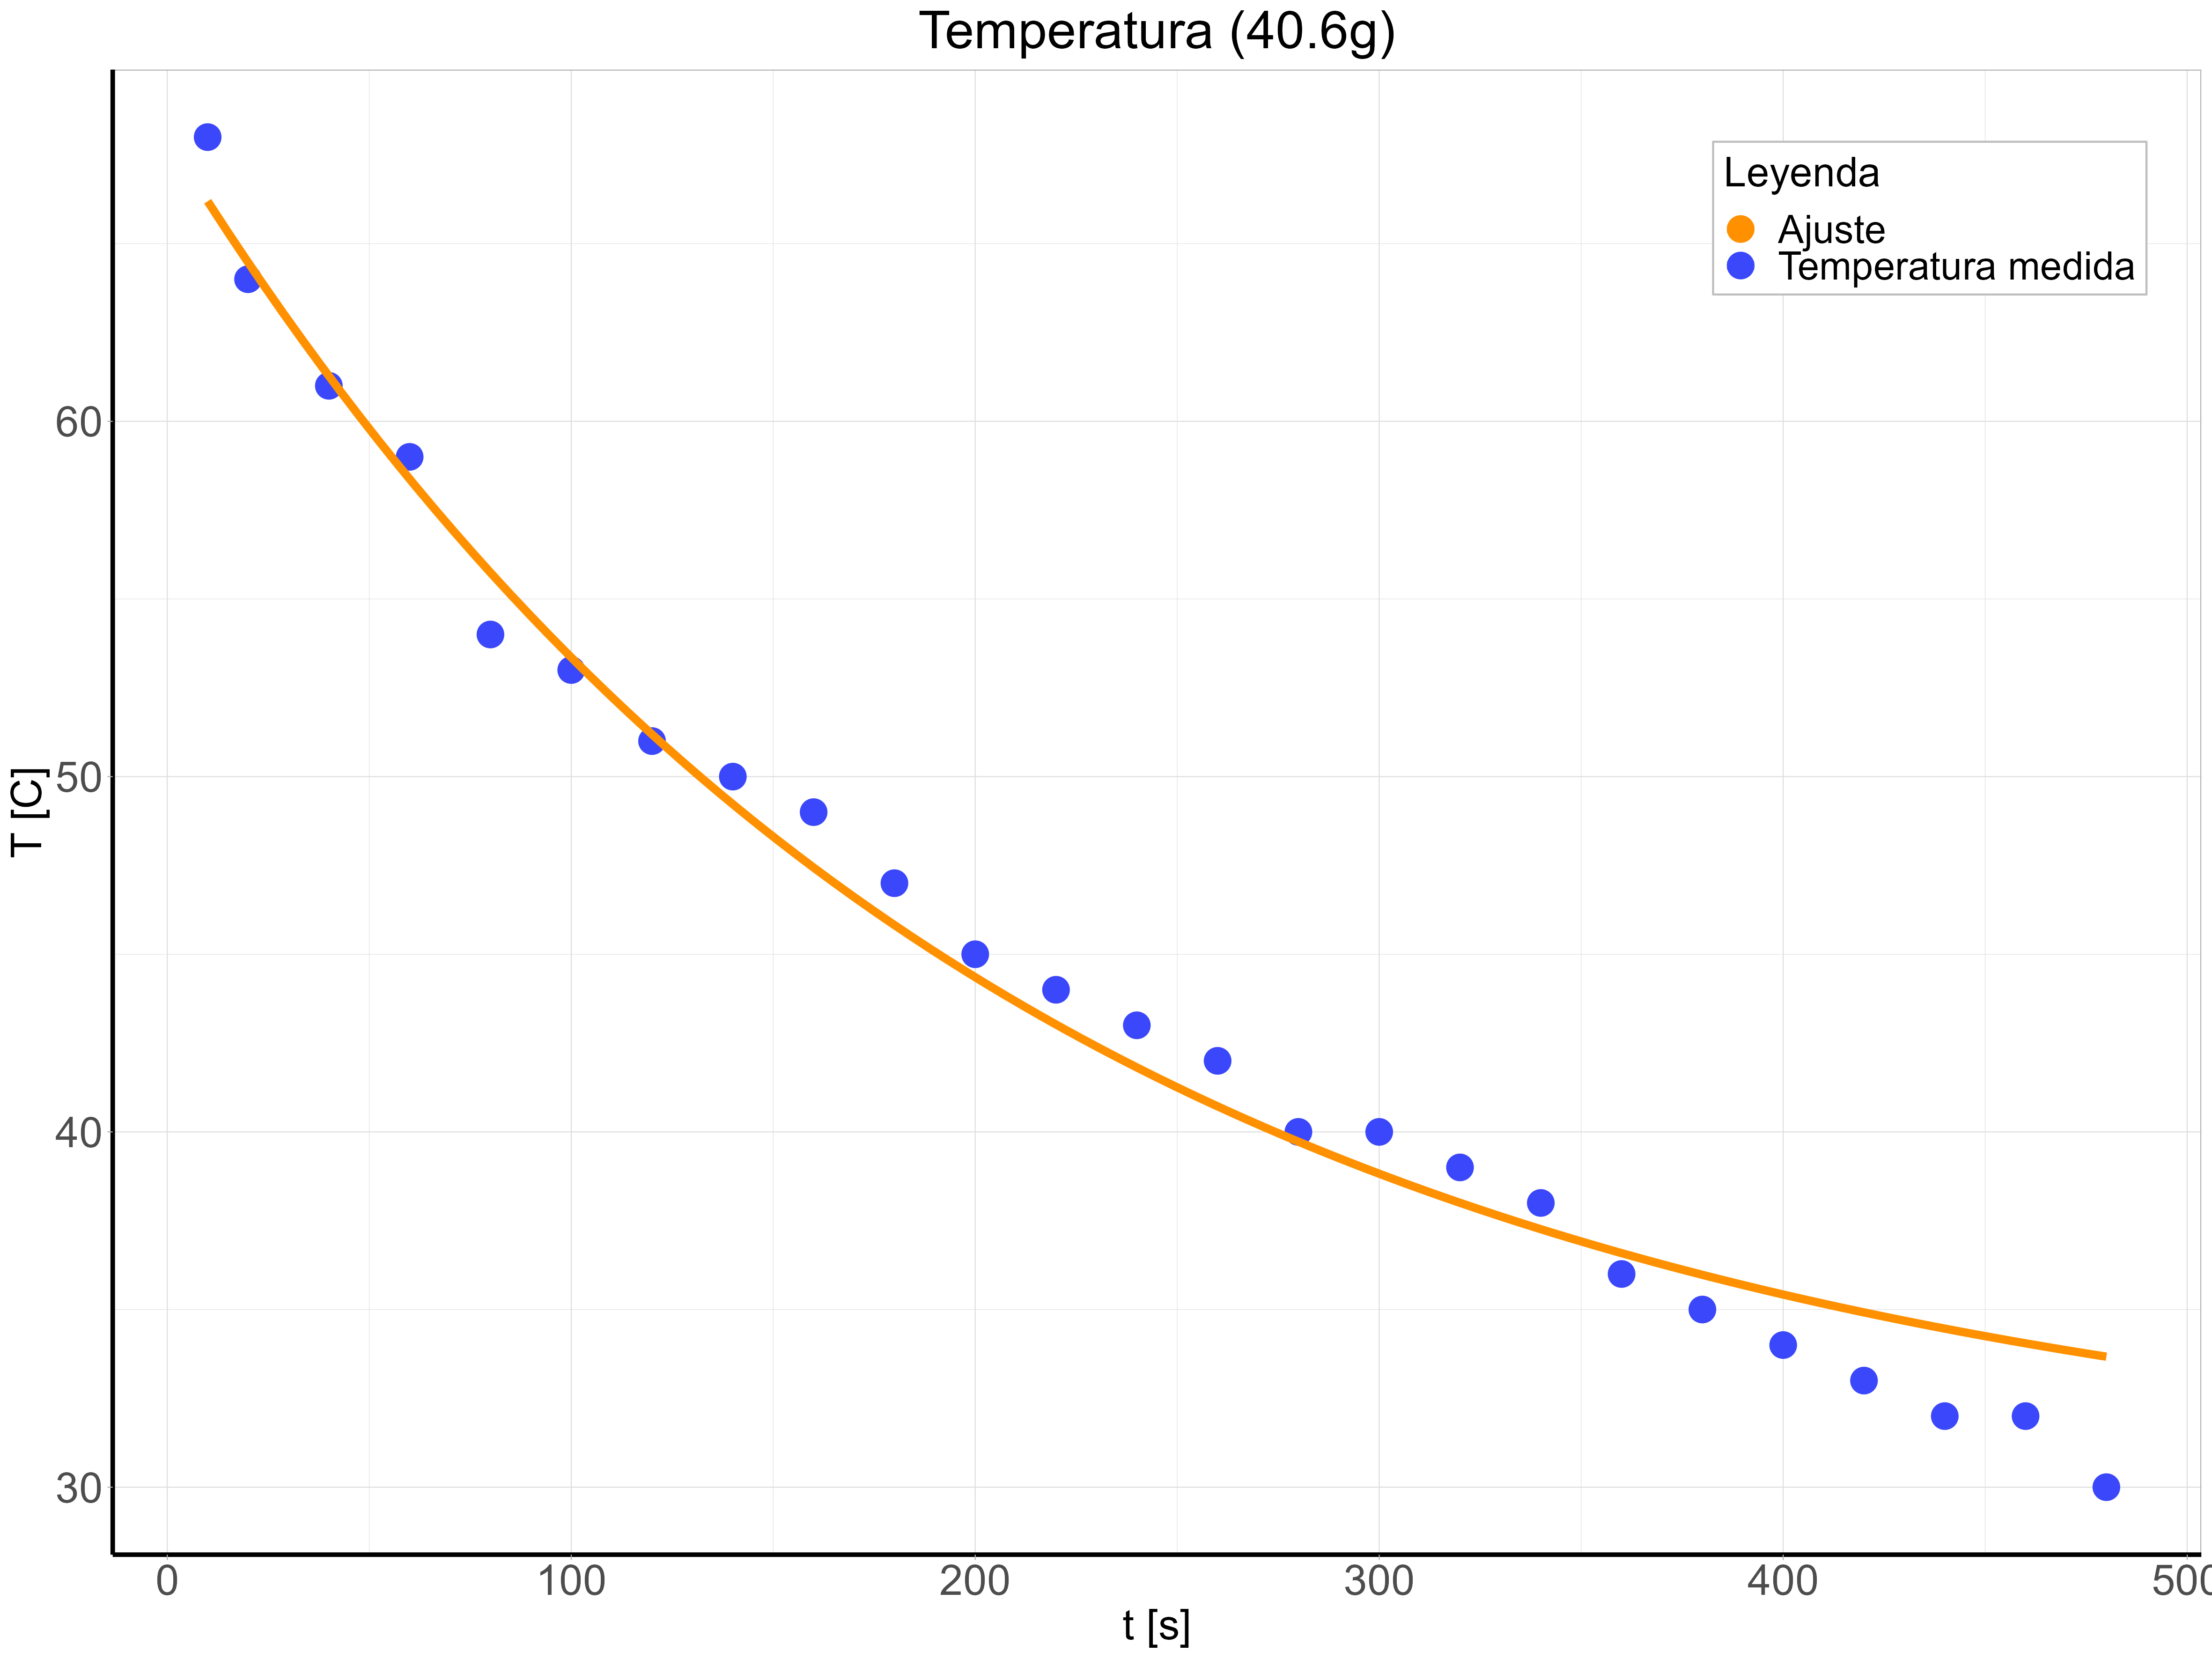 Temperatura (40.6g)
Leyenda
Ajuste
Temperatura medida
T [C]
60
50
40
30
0 100 200 300 400 500
t [s]